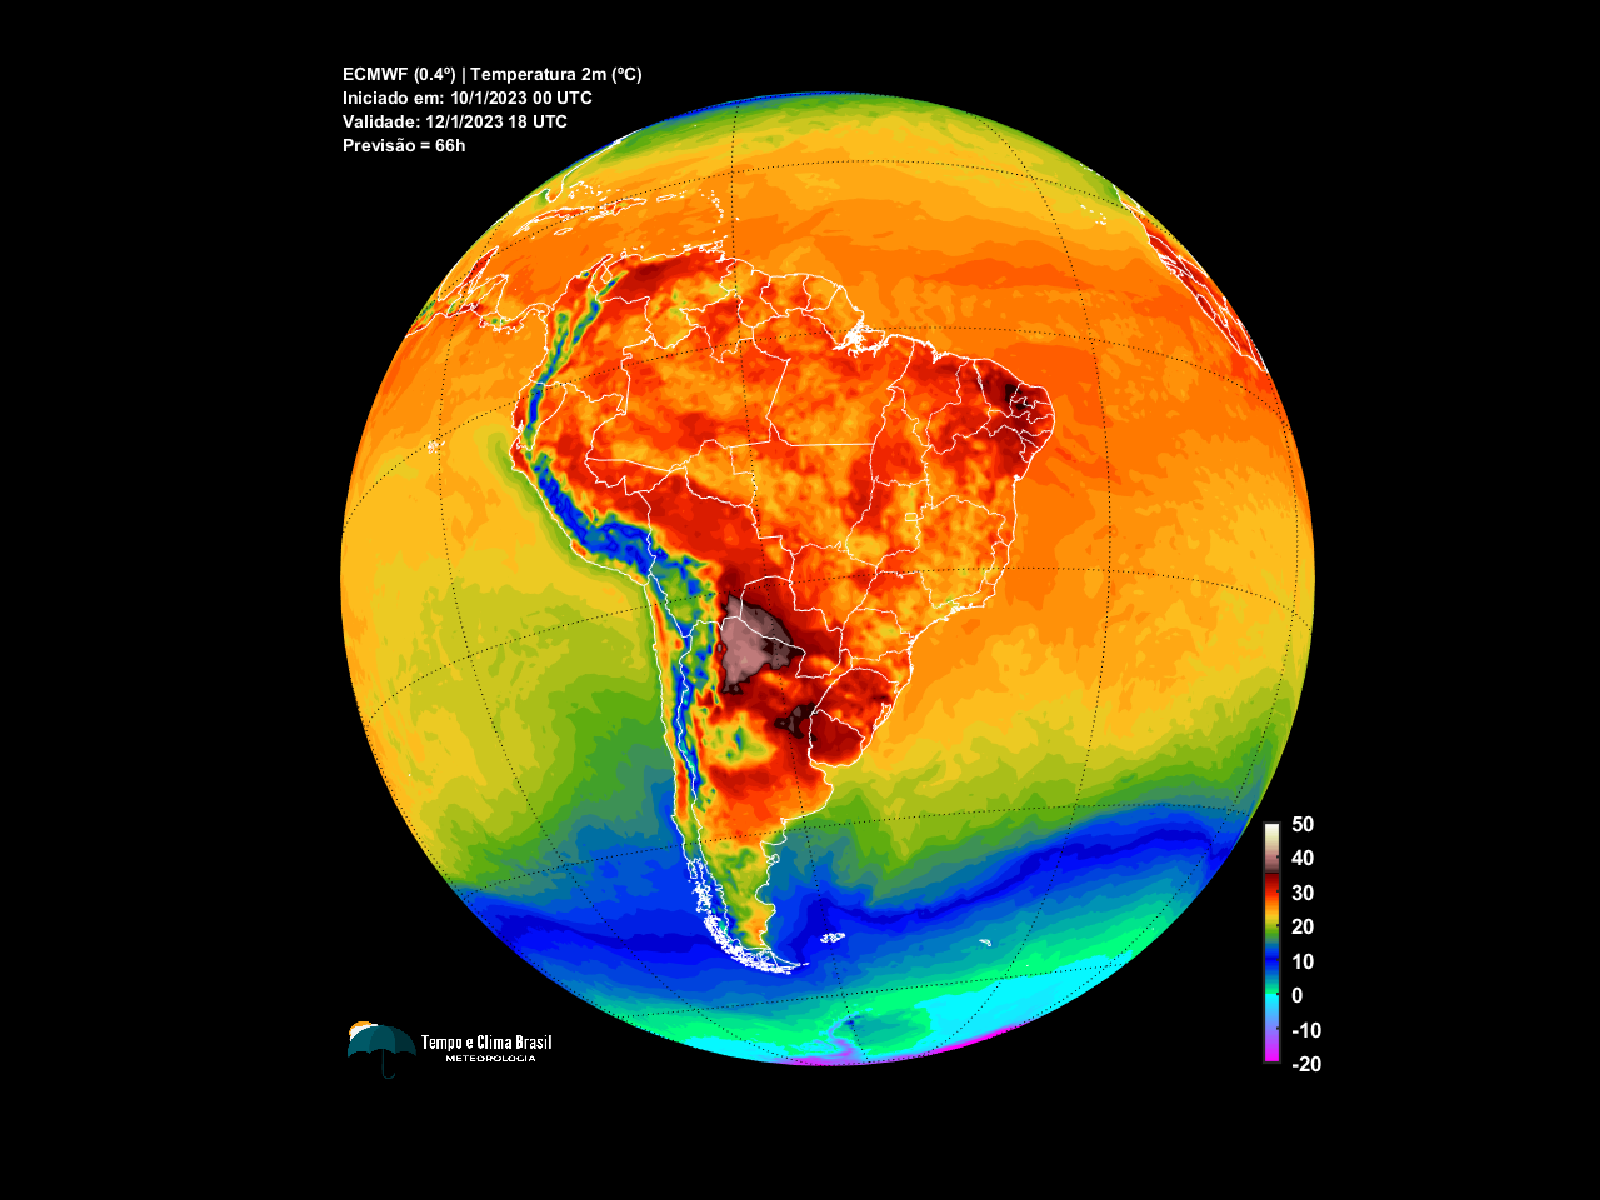 ECMWF (0.4º) | Temperatura 2m (ºC)
Iniciado em: 10/1/2023 00 UTC
Validade: 12/1/2023 18 UTC
Previsão = 66h
50
40
30
20
10
0
-10
-20
Tempo e Clima Brasil
METEOROLOGIA